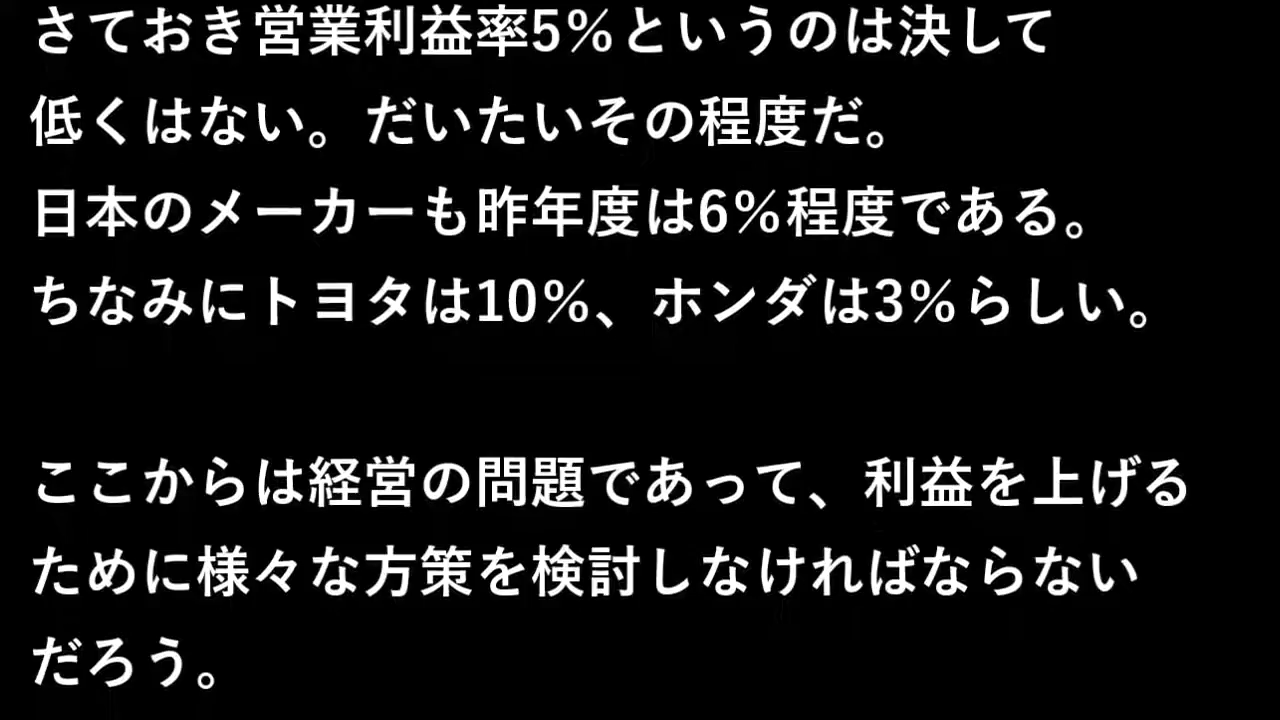 さておき営業利益率5%というのは決して
低くはない。だいたいその程度だ。
日本のメーカーも昨年度は6%程度である。
ちなみにトヨタは10%、ホンダは3%らしい。
ここからは経営の問題であって、利益を上げる
ために様々な方策を検討しなければならない
だろう。